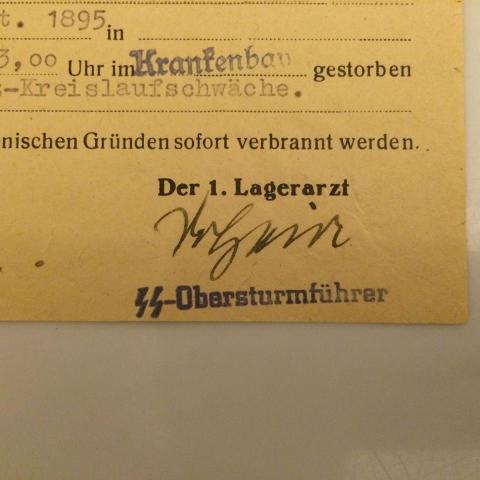 t. 1895 in
3,00 Uhr im Krankenbau gestorben
z-Kreislaufschwäche.
nischen Gründen sofort verbrannt werden.
Der 1. Lagerarzt
SS-Obersturmführer